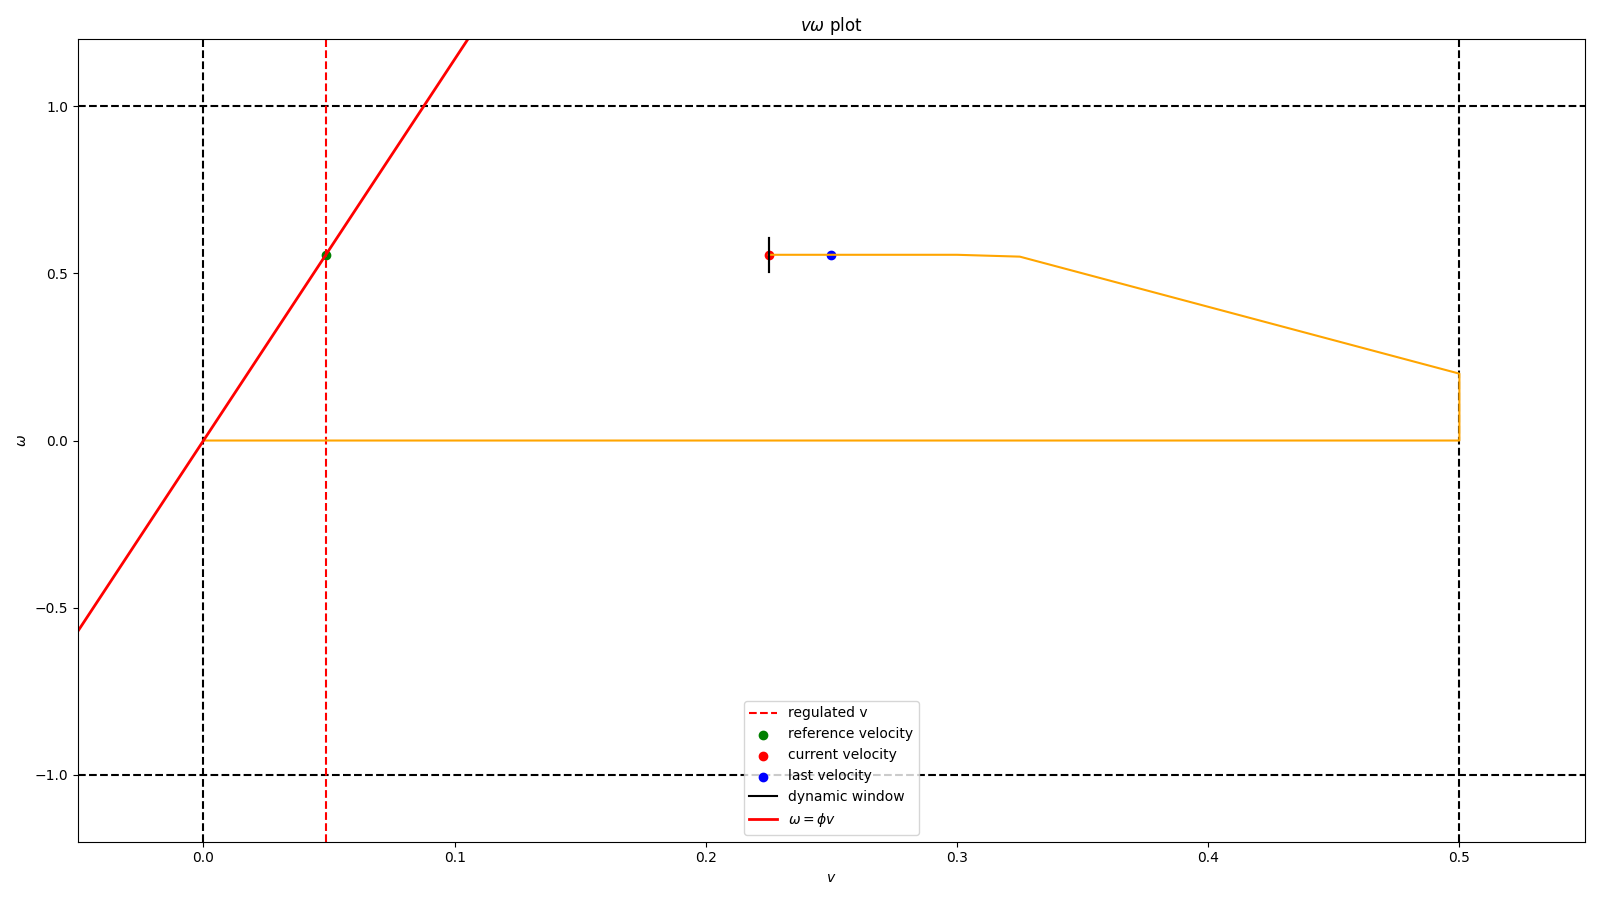 vω plot
1.0
0.5
0.0
−0.5
−1.0
ω
0.0
0.1
0.2
0.3
0.4
0.5
v
regulated v
reference velocity
current velocity
last velocity
dynamic window
ω = ϕv